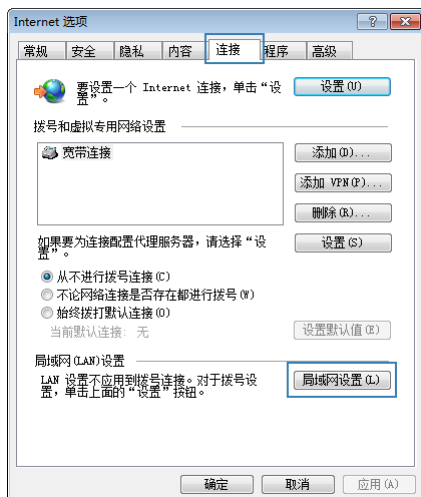 Internet 选项
常规 安全 隐私 内容 连接 程序 高级
要设置一个 Internet 连接，单击“设
置”。
设置(U)
拨号和虚拟专用网络设置
宽带连接
添加(D)...
添加 VPN(P)...
删除(R)...
如果要为连接配置代理服务器，请选择“设
置”。
设置(S)
从不进行拨号连接(C)
不论网络连接是否存在都进行拨号(W)
始终拨打默认连接(O)
当前默认连接: 无
设置默认值(E)
局域网(LAN)设置
LAN 设置不应用到拨号连接。对于拨号设
置，单击上面的“设置”按钮。
局域网设置(L)
确定 取消 应用(A)